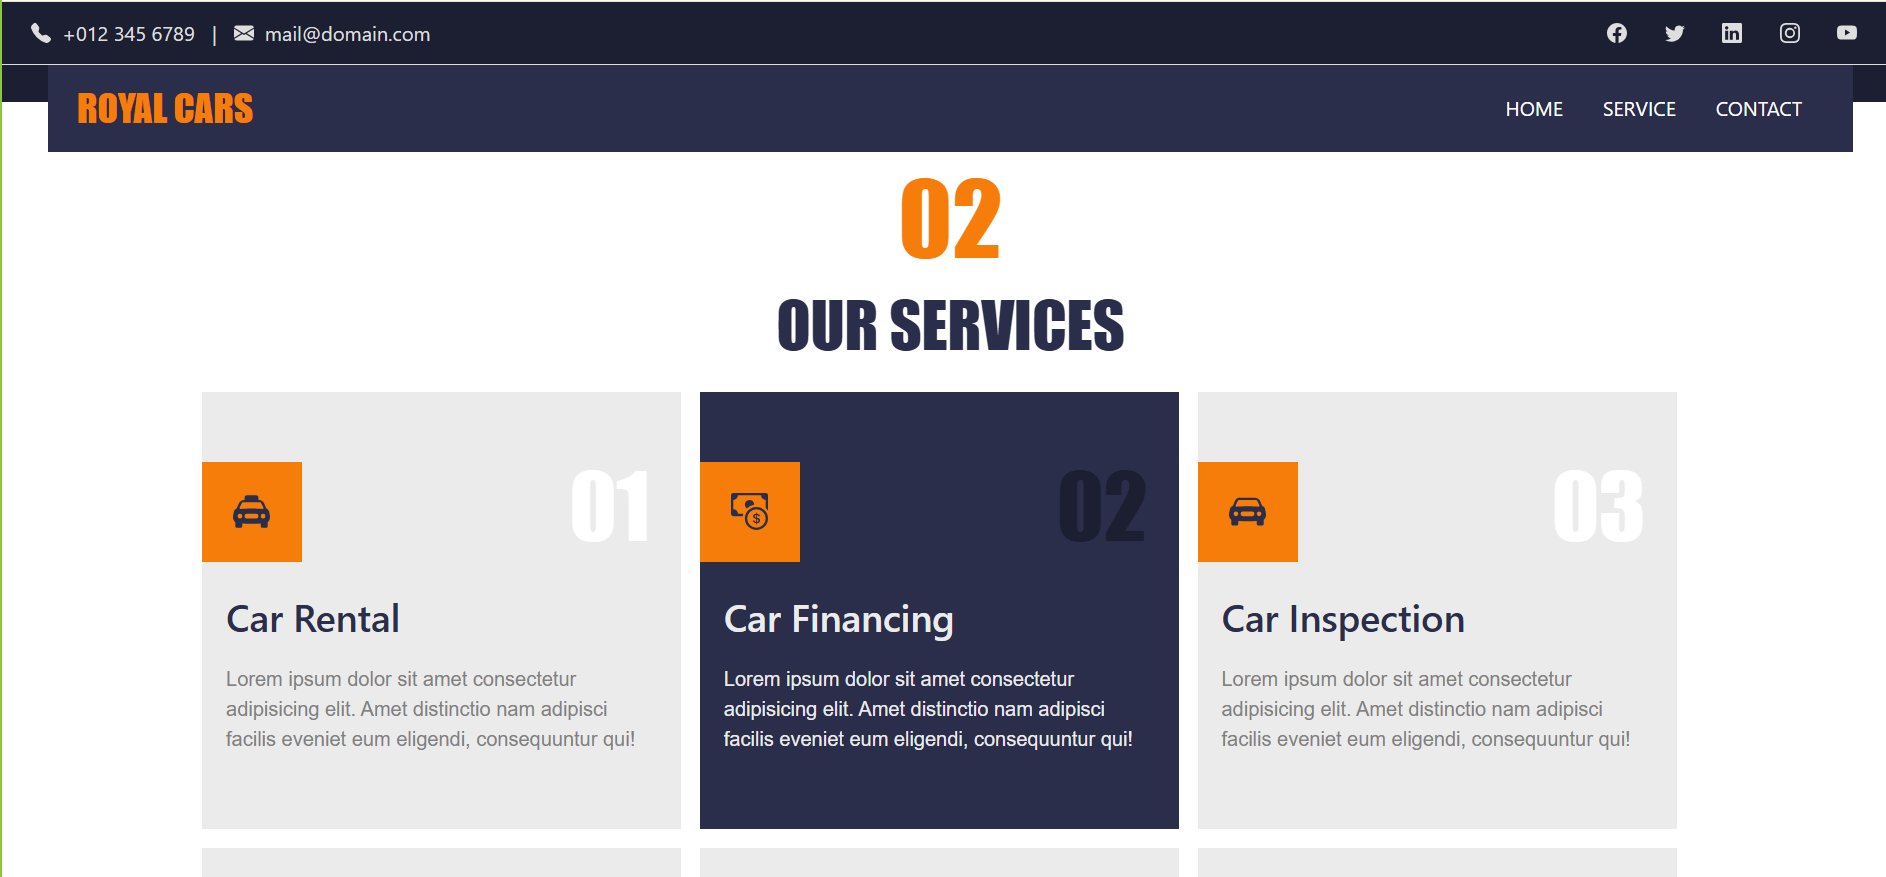 +012 345 6789 | mail@domain.com
ROYAL CARS
HOME SERVICE CONTACT
02
OUR SERVICES
01
Car Rental
Lorem ipsum dolor sit amet consectetur
adipisicing elit. Amet distinctio nam adipisci
facilis eveniet eum eligendi, consequuntur qui!
$
02
Car Financing
Lorem ipsum dolor sit amet consectetur
adipisicing elit. Amet distinctio nam adipisci
facilis eveniet eum eligendi, consequuntur qui!
03
Car Inspection
Lorem ipsum dolor sit amet consectetur
adipisicing elit. Amet distinctio nam adipisci
facilis eveniet eum eligendi, consequuntur qui!